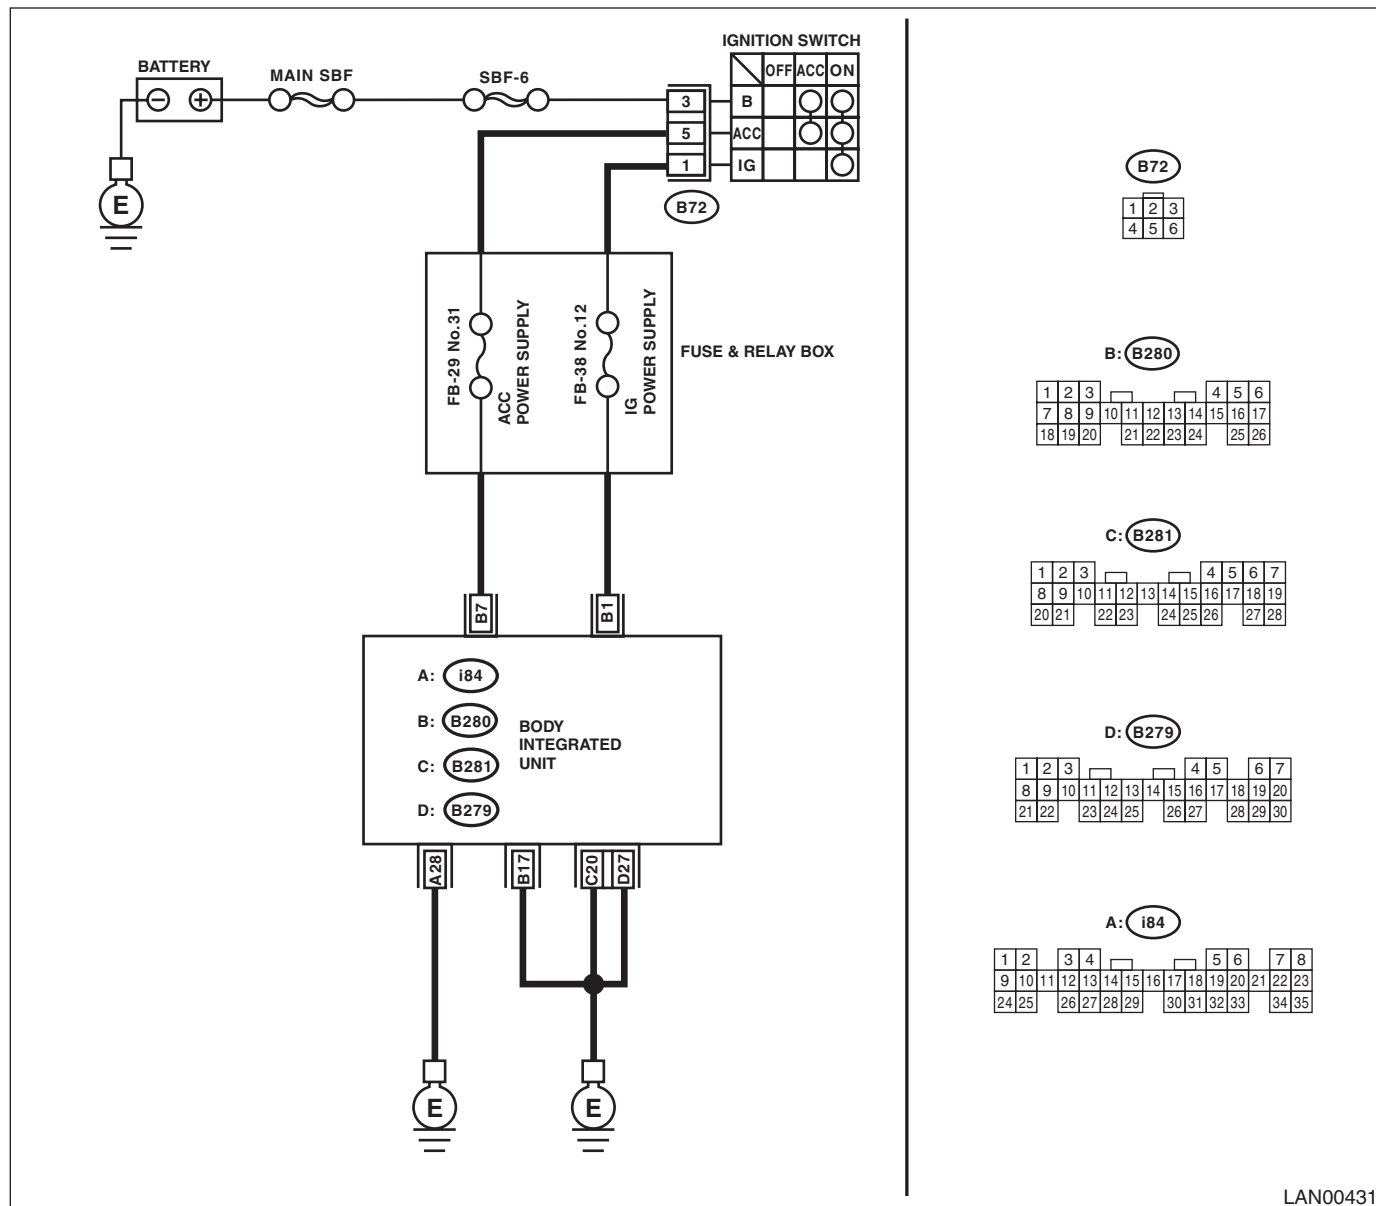 IGNITION SWITCH
OFF ACC ON
B
ACC
IG
BATTERY
MAIN SBF
SBF-6
3
5
1
B72
E
FB-29 No.31
ACC
POWER SUPPLY
FB-38 No.12
IG
POWER SUPPLY
FUSE & RELAY BOX
B7
B1
A: i84
B: B280
C: B281
D: B279
BODY
INTEGRATED
UNIT
A28
B17
C20
D27
E
E
B72
1 2 3
4 5 6
B: B280
1 2 3 4 5 6
7 8 9 10 11 12 13 14 15 16 17
18 19 20 21 22 23 24 25 26
C: B281
1 2 3 4 5 6 7
8 9 10 11 12 13 14 15 16 17 18 19
20 21 22 23 24 25 26 27 28
D: B279
1 2 3 4 5 6 7
8 9 10 11 12 13 14 15 16 17 18 19 20
21 22 23 24 25 26 27 28 29 30
A: i84
1 2 3 4 5 6 7 8
9 10 11 12 13 14 15 16 17 18 19 20 21 22 23
24 25 26 27 28 29 30 31 32 33 34 35
LAN00431